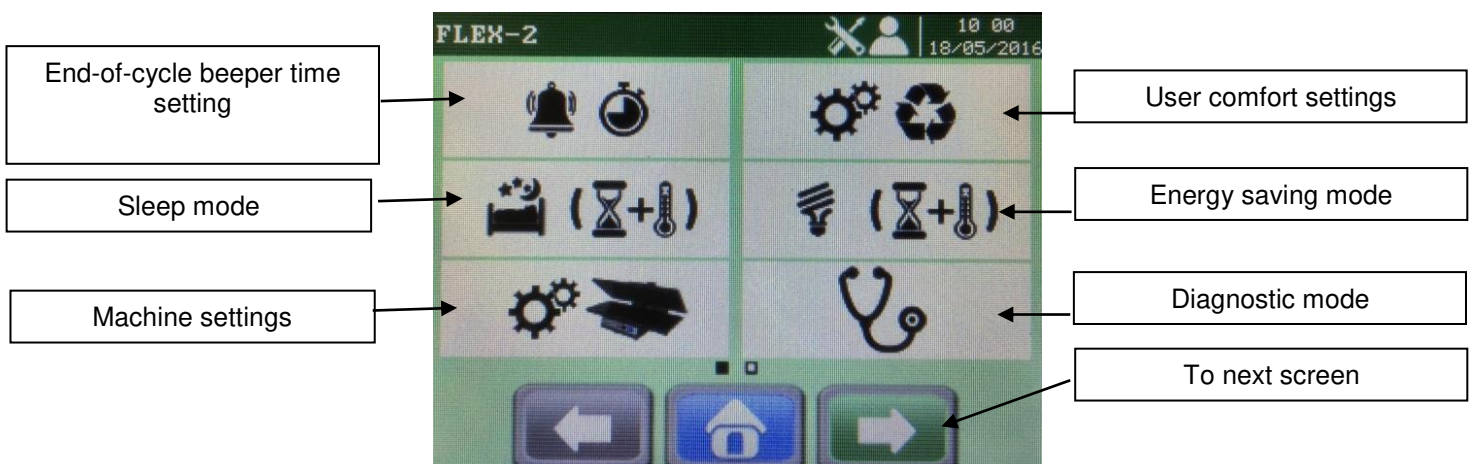 FLEX-2
10 00
18/05/2016
End-of-cycle beeper time
setting
User comfort settings
Sleep mode
Energy saving mode
Machine settings
Diagnostic mode
To next screen